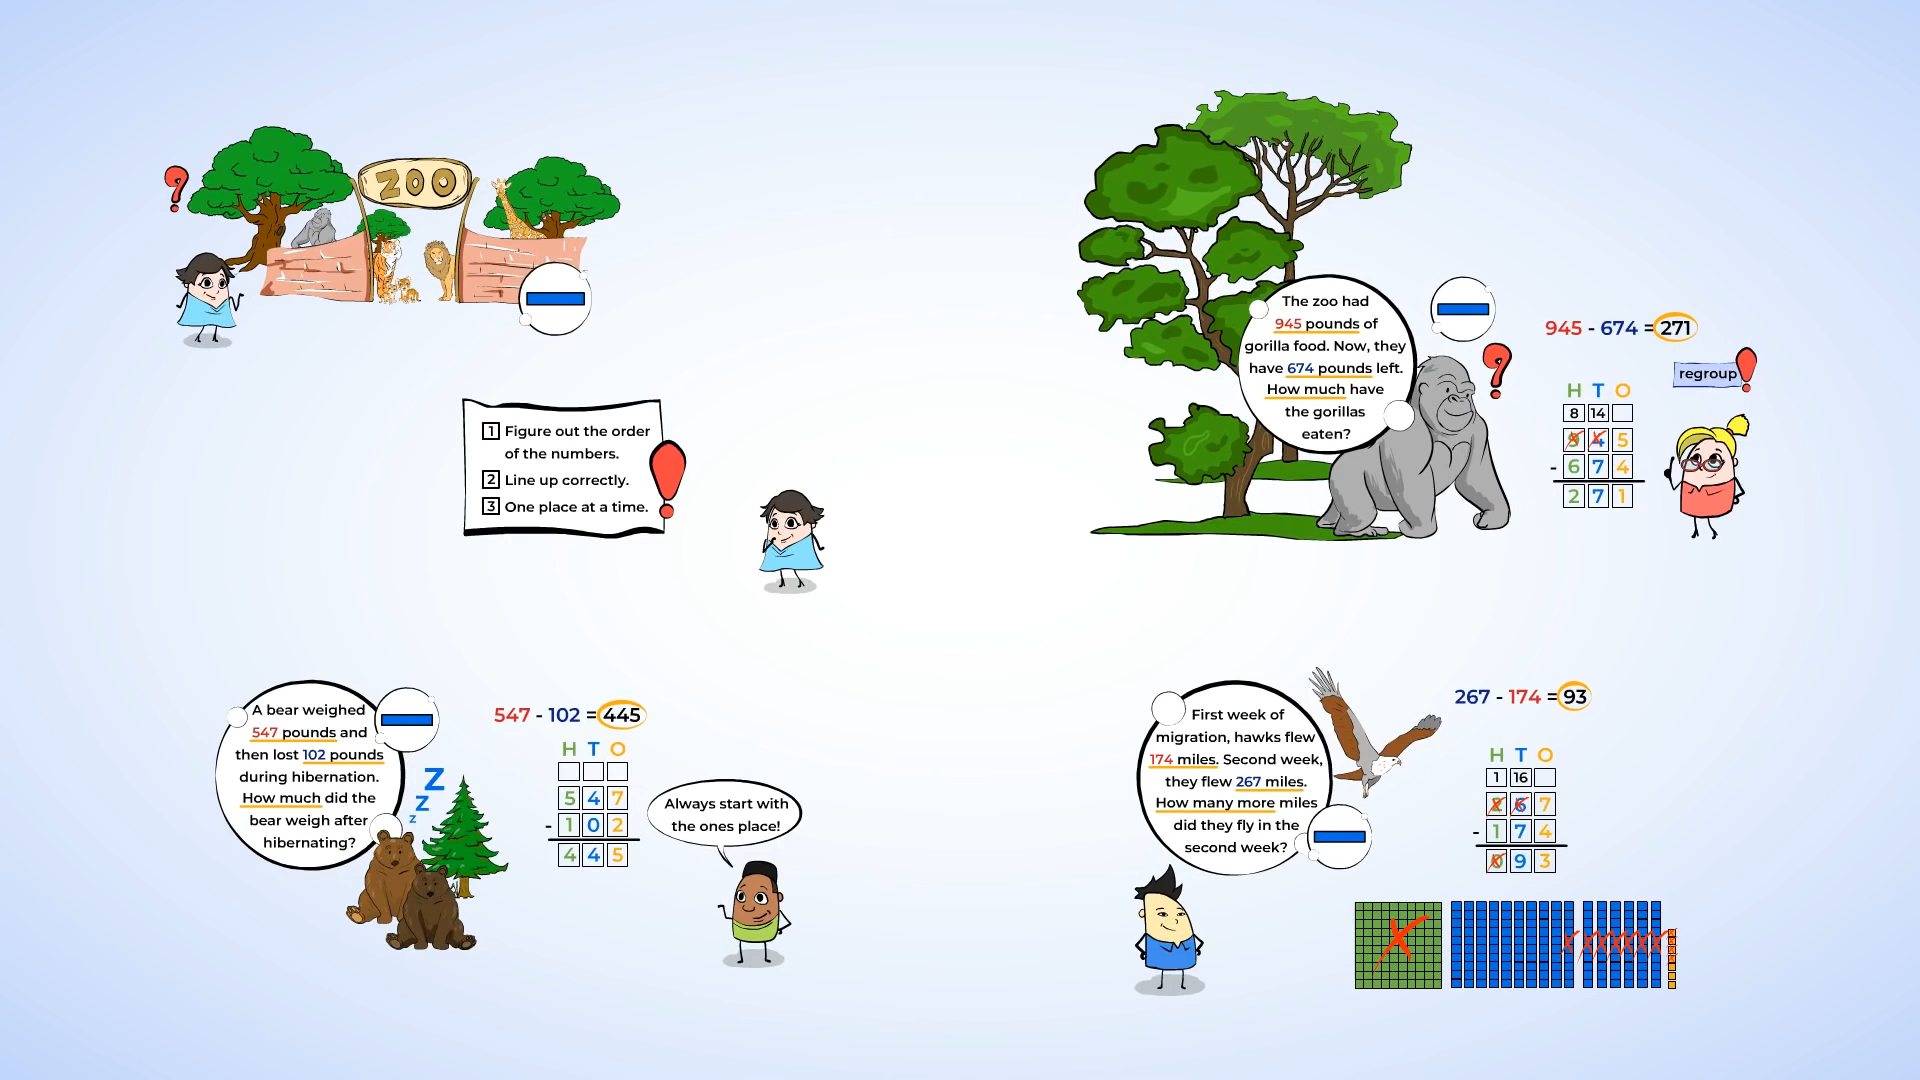 ?
ZOO
1 Figure out the order
of the numbers.
2 Line up correctly.
3 One place at a time.
!
The zoo had
945 pounds of
gorilla food. Now, they
have 674 pounds left.
How much have
the gorillas
eaten?
?
945 - 674 = 271
regroup!
H T O
8 14
9 4 5
- 6 7 4
2 7 1
A bear weighed
547 pounds and
then lost 102 pounds
during hibernation.
How much did the
bear weigh after
hibernating?
Z
Z
z
547 - 102 = 445
H T O
5 4 7
- 1 0 2
4 4 5
Always start with
the ones place!
First week of
migration, hawks flew
174 miles. Second week,
they flew 267 miles.
How many more miles
did they fly in the
second week?
267 - 174 = 93
H T O
1 16
2 6 7
- 1 7 4
0 9 3